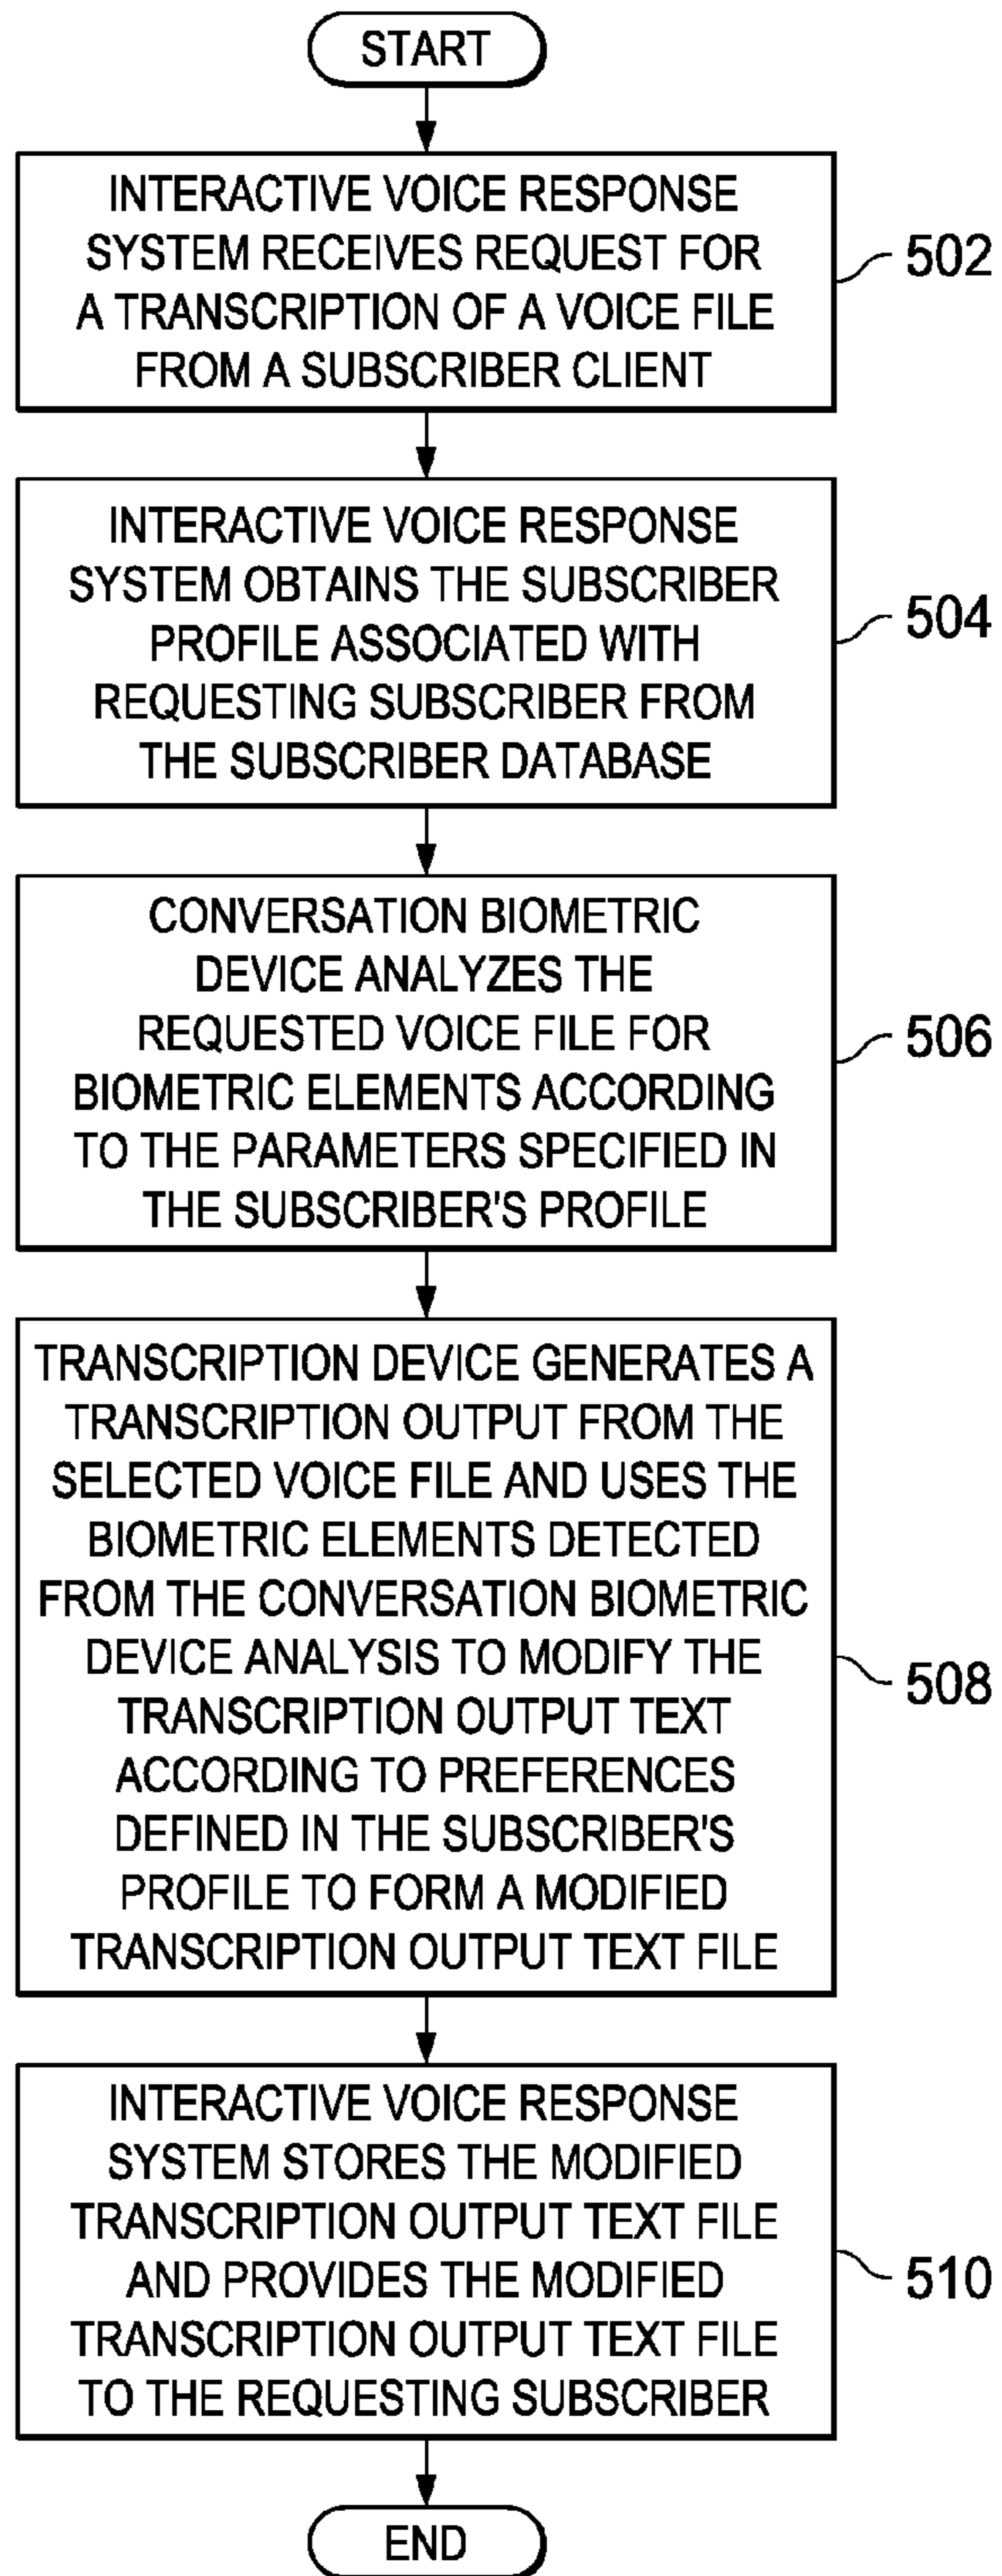 START
INTERACTIVE VOICE RESPONSE
SYSTEM RECEIVES REQUEST FOR
A TRANSCRIPTION OF A VOICE FILE
FROM A SUBSCRIBER CLIENT
502
INTERACTIVE VOICE RESPONSE
SYSTEM OBTAINS THE SUBSCRIBER
PROFILE ASSOCIATED WITH
REQUESTING SUBSCRIBER FROM
THE SUBSCRIBER DATABASE
504
CONVERSATION BIOMETRIC
DEVICE ANALYZES THE
REQUESTED VOICE FILE FOR
BIOMETRIC ELEMENTS ACCORDING
TO THE PARAMETERS SPECIFIED IN
THE SUBSCRIBER'S PROFILE
506
TRANSCRIPTION DEVICE GENERATES A
TRANSCRIPTION OUTPUT FROM THE
SELECTED VOICE FILE AND USES THE
BIOMETRIC ELEMENTS DETECTED
FROM THE CONVERSATION BIOMETRIC
DEVICE ANALYSIS TO MODIFY THE
TRANSCRIPTION OUTPUT TEXT
ACCORDING TO PREFERENCES
DEFINED IN THE SUBSCRIBER'S
PROFILE TO FORM A MODIFIED
TRANSCRIPTION OUTPUT TEXT FILE
508
INTERACTIVE VOICE RESPONSE
SYSTEM STORES THE MODIFIED
TRANSCRIPTION OUTPUT TEXT FILE
AND PROVIDES THE MODIFIED
TRANSCRIPTION OUTPUT TEXT FILE
TO THE REQUESTING SUBSCRIBER
510
END